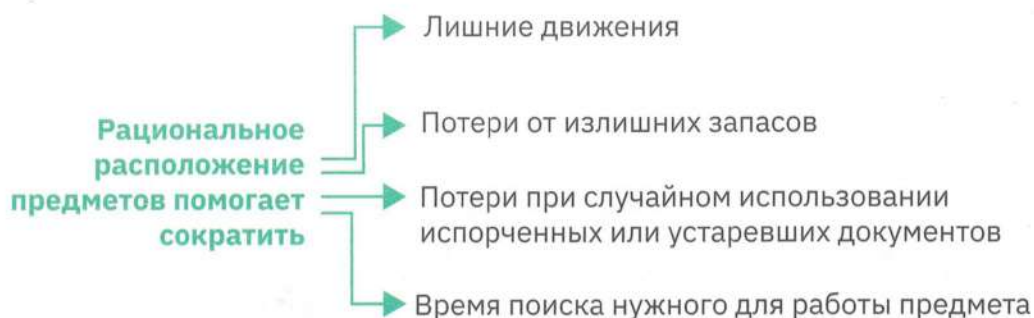 Лишние движения
Потери от излишних запасов
Рациональное
расположение
предметов помогает
сократить
Потери при случайном использовании
испорченных или устаревших документов
Время поиска нужного для работы предмета